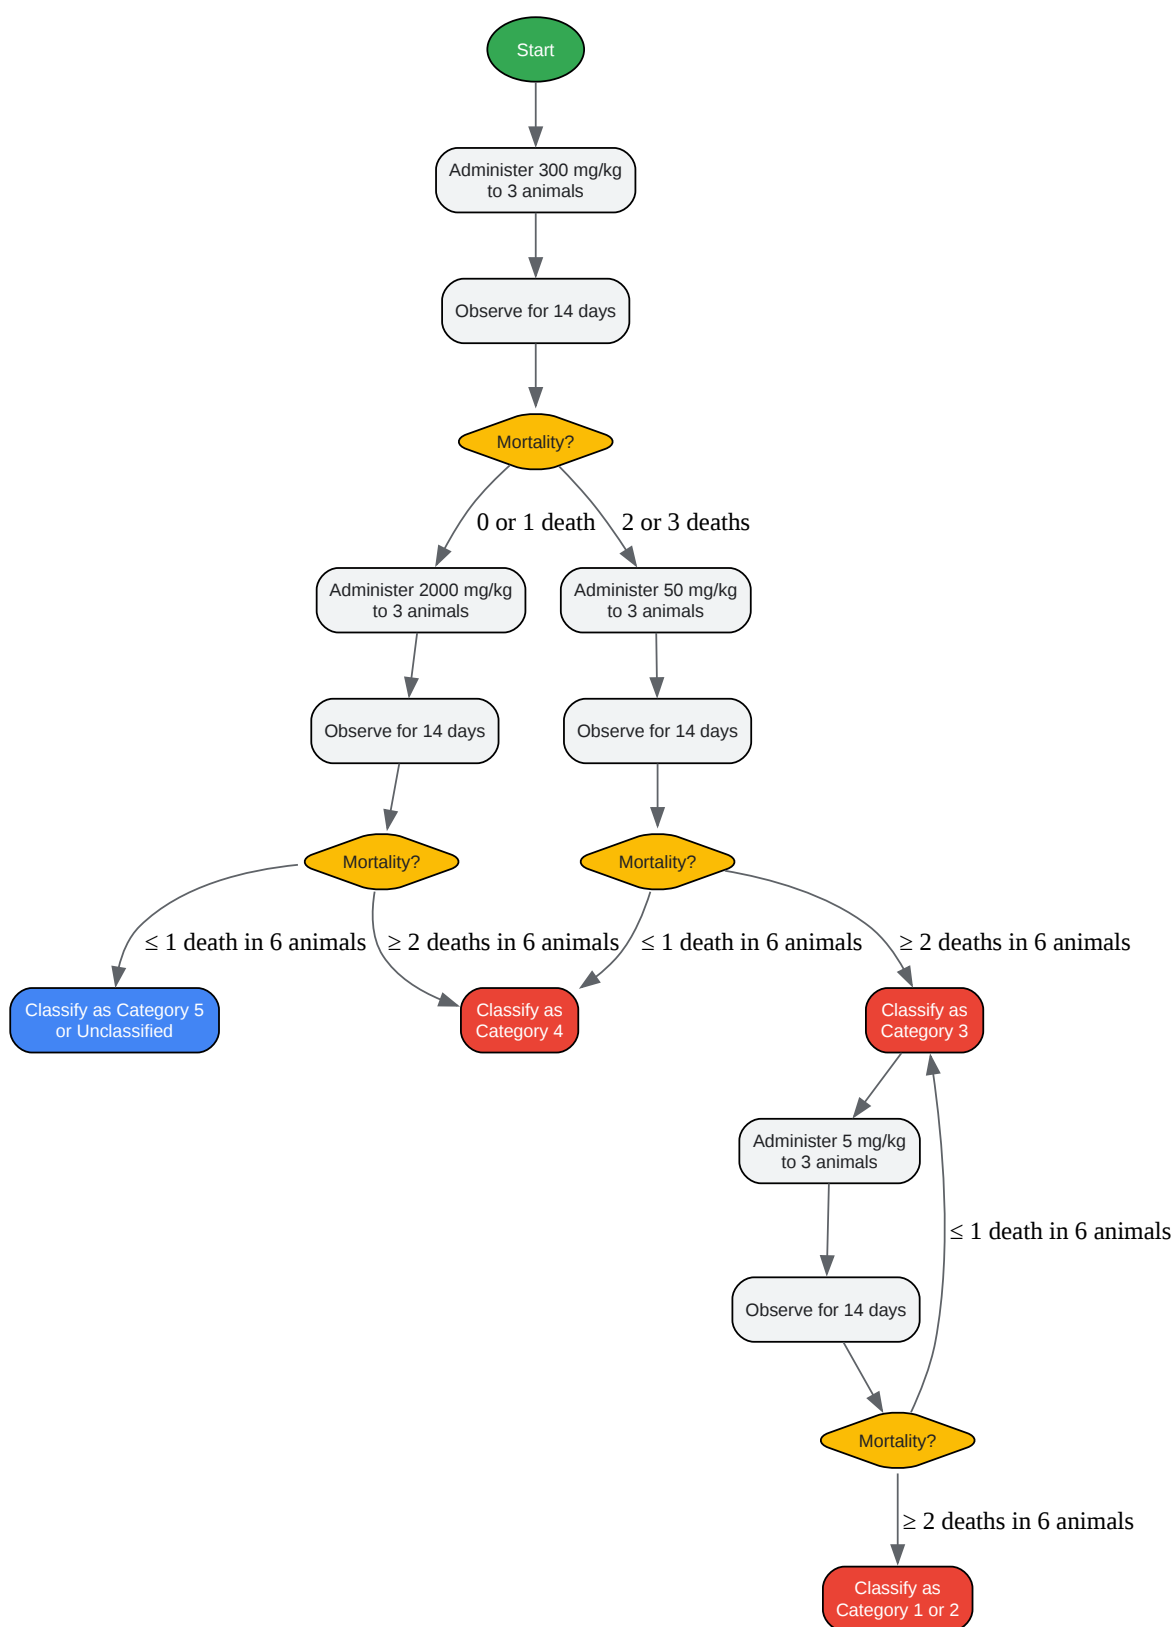 Start
Administer 300 mg/kg
to 3 animals
Observe for 14 days
Mortality?
0 or 1 death
2 or 3 deaths
Administer 2000 mg/kg
to 3 animals
Administer 50 mg/kg
to 3 animals
Observe for 14 days
Observe for 14 days
Mortality?
Mortality?
≤ 1 death in 6 animals
≥ 2 deaths in 6 animals
≤ 1 death in 6 animals
≥ 2 deaths in 6 animals
Classify as Category 5
or Unclassified
Classify as
Category 4
Classify as
Category 3
Administer 5 mg/kg
to 3 animals
≤ 1 death in 6 animals
Observe for 14 days
Mortality?
≥ 2 deaths in 6 animals
Classify as
Category 1 or 2